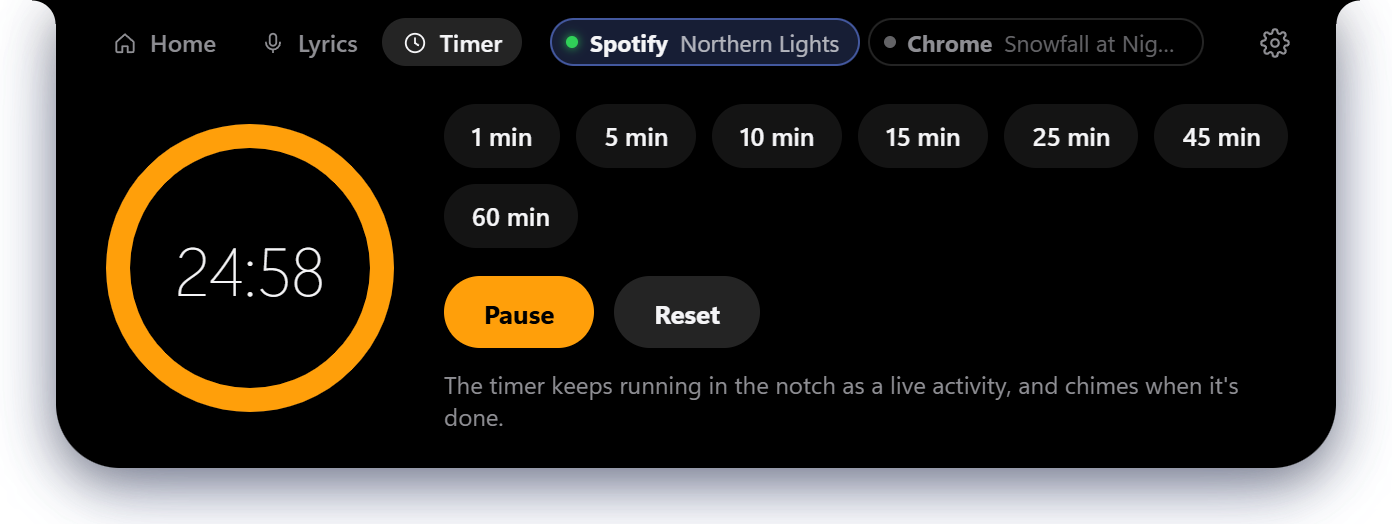 Home Lyrics Timer Spotify Northern Lights Chrome Snowfall at Nig...
1 min 5 min 10 min 15 min 25 min 45 min
60 min
24:58
Pause Reset
The timer keeps running in the notch as a live activity, and chimes when it's
done.